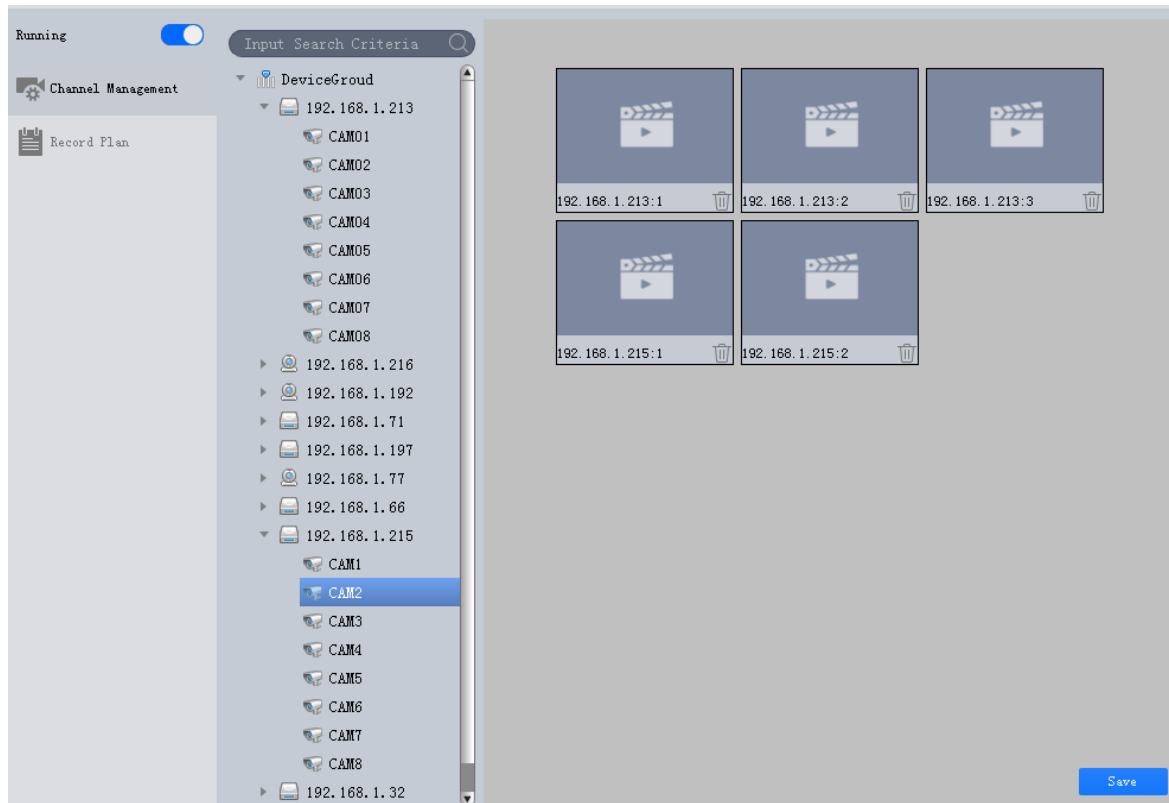 Running
Channel Management
Record Plan
Input Search Criteria
DeviceGroud
192.168.1.213
CAM01
CAM02
CAM03
CAM04
CAM05
CAM06
CAM07
CAM08
192.168.1.216
192.168.1.192
192.168.1.71
192.168.1.197
192.168.1.77
192.168.1.66
192.168.1.215
CAM1
CAM2
CAM3
CAM4
CAM5
CAM6
CAM7
CAM8
192.168.1.32
192.168.1.213:1
192.168.1.213:2
192.168.1.213:3
192.168.1.215:1
192.168.1.215:2
Save